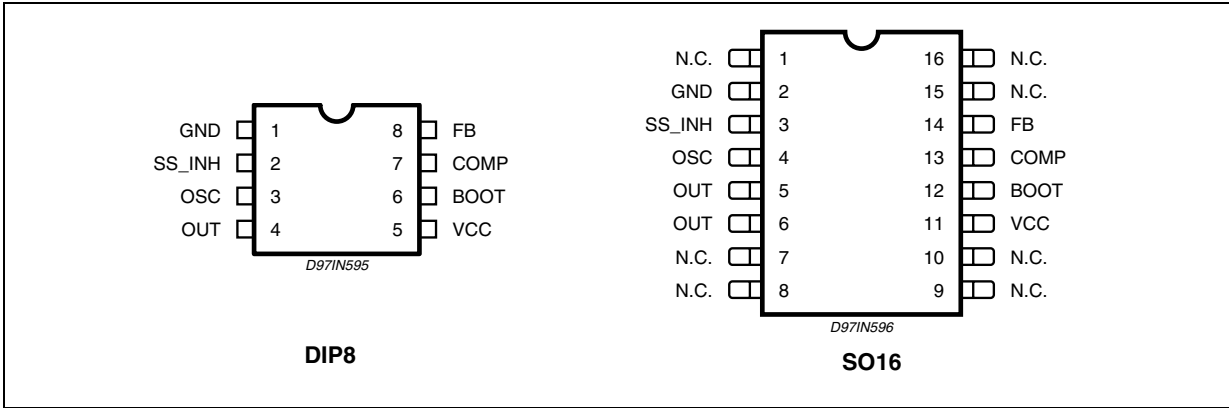 GND 1 8 FB
SS_INH 2 7 COMP
OSC 3 6 BOOT
OUT 4 5 VCC
D97IN595
DIP8
N.C. 1 16 N.C.
GND 2 15 N.C.
SS_INH 3 14 FB
OSC 4 13 COMP
OUT 5 12 BOOT
OUT 6 11 VCC
N.C. 7 10 N.C.
N.C. 8 9 N.C.
D97IN596
SO16